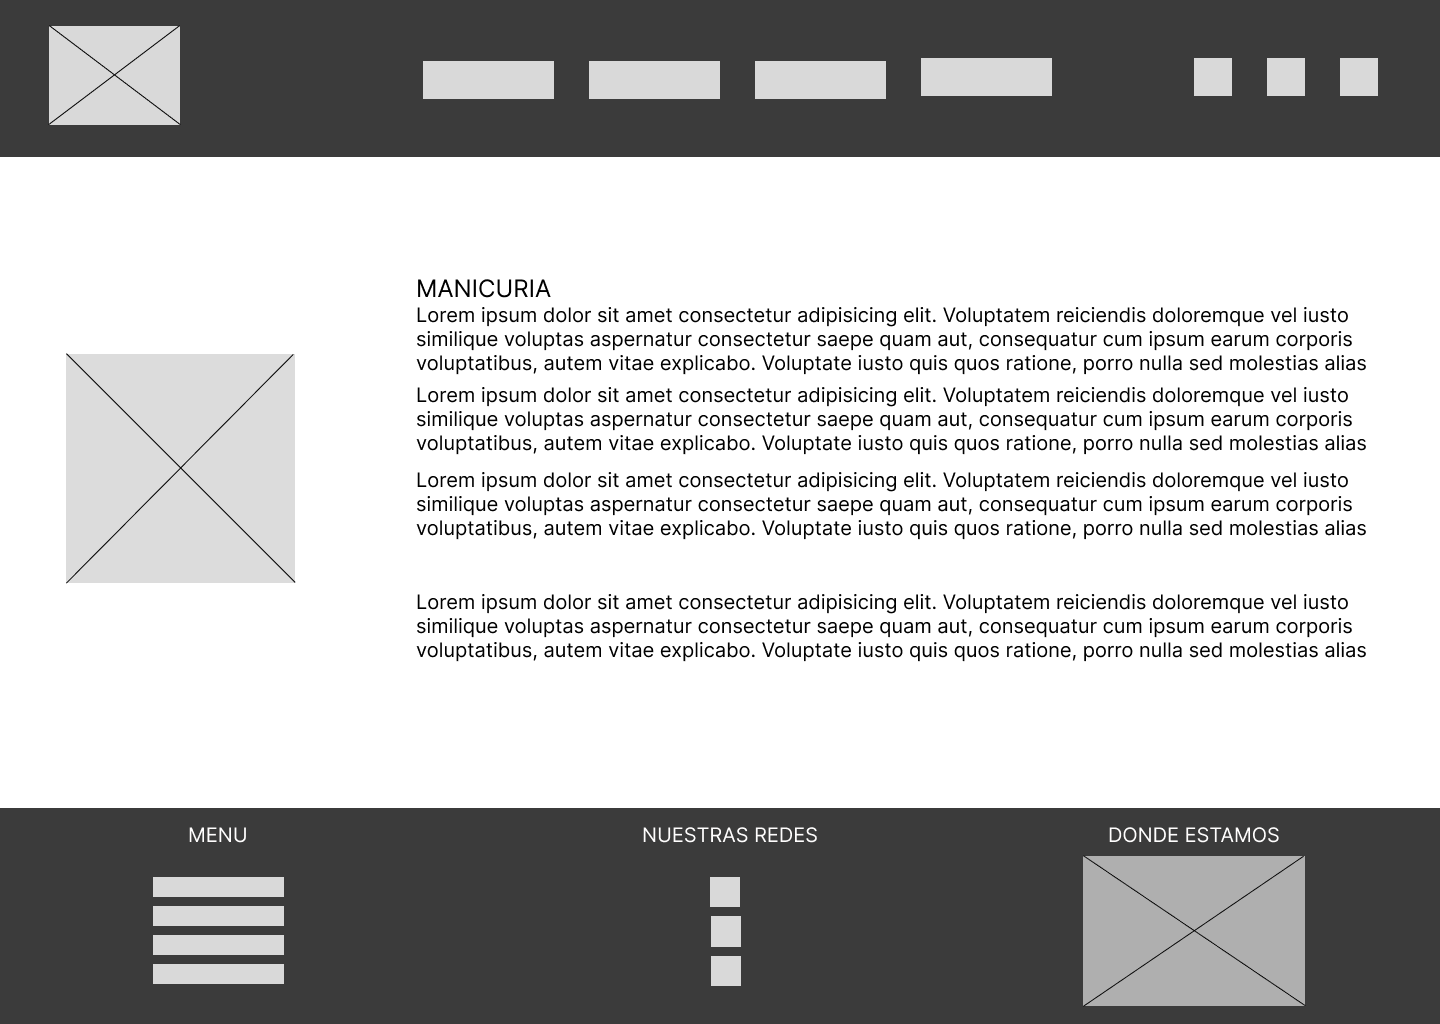 MANICURIA
Lorem ipsum dolor sit amet consectetur adipisicing elit. Voluptatem reiciendis doloremque vel iusto
similique voluptas aspernatur consectetur saepe quam aut, consequatur cum ipsum earum corporis
voluptatibus, autem vitae explicabo. Voluptate iusto quis quos ratione, porro nulla sed molestias alias
Lorem ipsum dolor sit amet consectetur adipisicing elit. Voluptatem reiciendis doloremque vel iusto
similique voluptas aspernatur consectetur saepe quam aut, consequatur cum ipsum earum corporis
voluptatibus, autem vitae explicabo. Voluptate iusto quis quos ratione, porro nulla sed molestias alias
Lorem ipsum dolor sit amet consectetur adipisicing elit. Voluptatem reiciendis doloremque vel iusto
similique voluptas aspernatur consectetur saepe quam aut, consequatur cum ipsum earum corporis
voluptatibus, autem vitae explicabo. Voluptate iusto quis quos ratione, porro nulla sed molestias alias
Lorem ipsum dolor sit amet consectetur adipisicing elit. Voluptatem reiciendis doloremque vel iusto
similique voluptas aspernatur consectetur saepe quam aut, consequatur cum ipsum earum corporis
voluptatibus, autem vitae explicabo. Voluptate iusto quis quos ratione, porro nulla sed molestias alias
MENU
NUESTRAS REDES
DONDE ESTAMOS